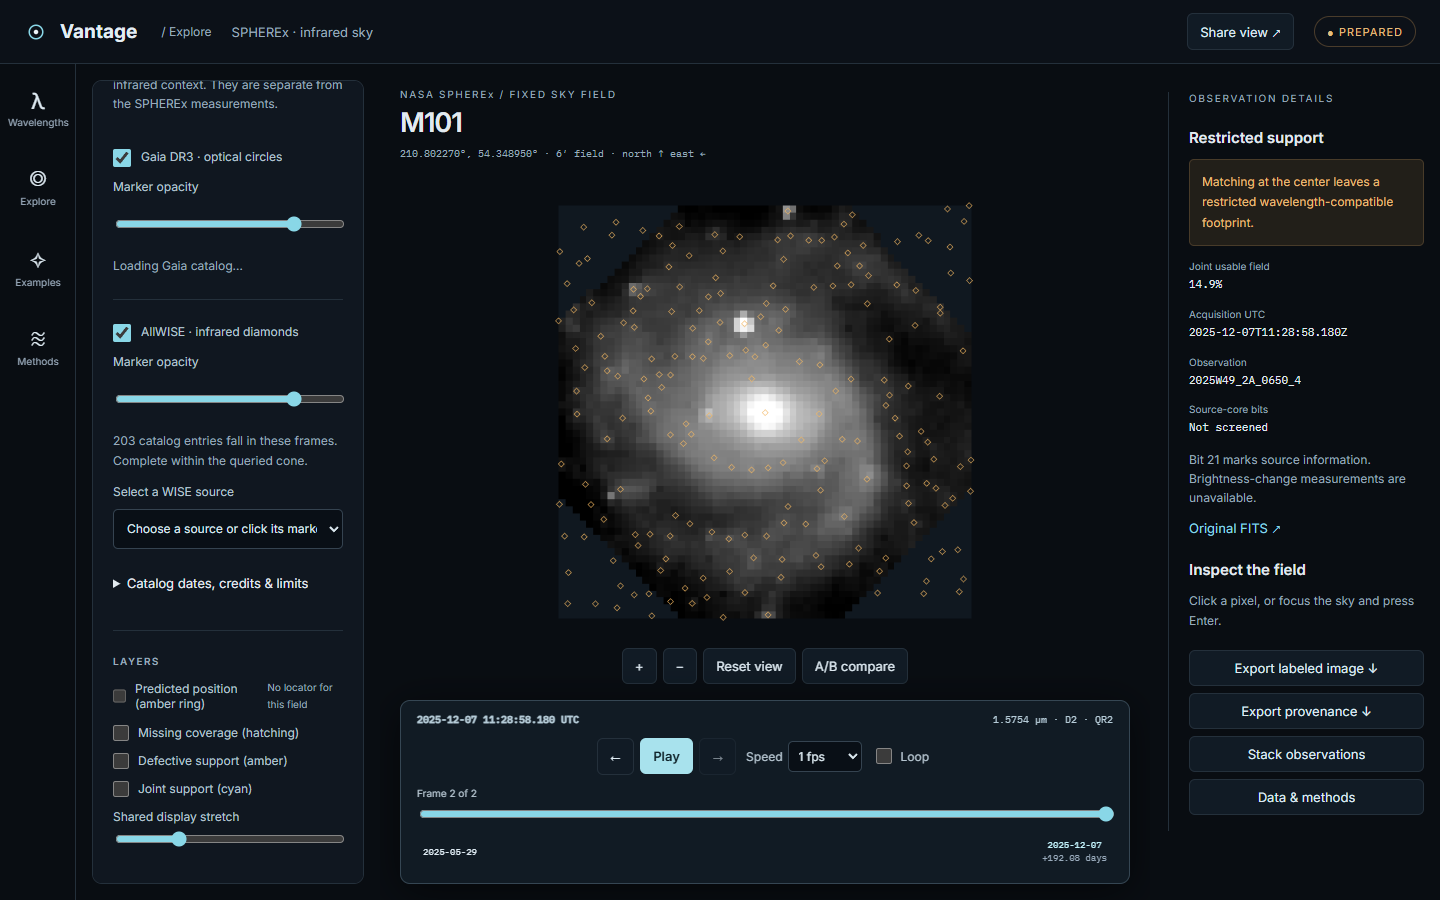 Vantage
/ Explore
SPHEREx · infrared sky
Share view ↗
● PREPARED
λ
Wavelengths
Explore
Examples
Methods
infrared context. They are separate from
the SPHEREx measurements.
Gaia DR3 · optical circles
Marker opacity
Loading Gaia catalog...
AllWISE · infrared diamonds
Marker opacity
203 catalog entries fall in these frames.
Complete within the queried cone.
Select a WISE source
Choose a source or click its mark
Catalog dates, credits & limits
LAYERS
Predicted position
(amber ring)
No locator for
this field
Missing coverage (hatching)
Defective support (amber)
Joint support (cyan)
Shared display stretch
NASA SPHEREx / FIXED SKY FIELD
M101
210.802270°, 54.348950° · 6′ field · north ↑ east ←
+
−
Reset view
A/B compare
2025-12-07 11:28:58.180 UTC
1.5754 μm · D2 · QR2
←
Play
→
Speed
1 fps
Loop
Frame 2 of 2
2025-05-29
2025-12-07
+192.08 days
OBSERVATION DETAILS
Restricted support
Matching at the center leaves a
restricted wavelength-compatible
footprint.
Joint usable field
14.9%
Acquisition UTC
2025-12-07T11:28:58.180Z
Observation
2025W49_2A_0650_4
Source-core bits
Not screened
Bit 21 marks source information.
Brightness-change measurements are
unavailable.
Original FITS ↗
Inspect the field
Click a pixel, or focus the sky and press
Enter.
Export labeled image ↓
Export provenance ↓
Stack observations
Data & methods